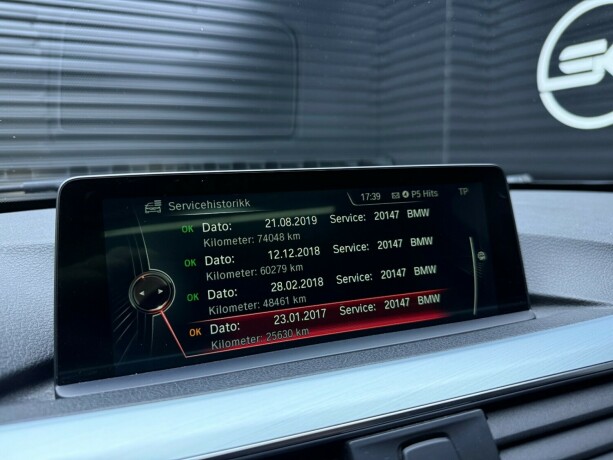 Servicehistorikk 17:39 P5 Hits TP
OK Dato: 21.08.2019 Service: 20147 BMW
Kilometer: 74048 km
OK Dato: 12.12.2018 Service: 20147 BMW
Kilometer: 60279 km
OK Dato: 28.02.2018 Service: 20147 BMW
Kilometer: 48461 km
OK Dato: 23.01.2017 Service: 20147 BMW
Kilometer: 25630 km